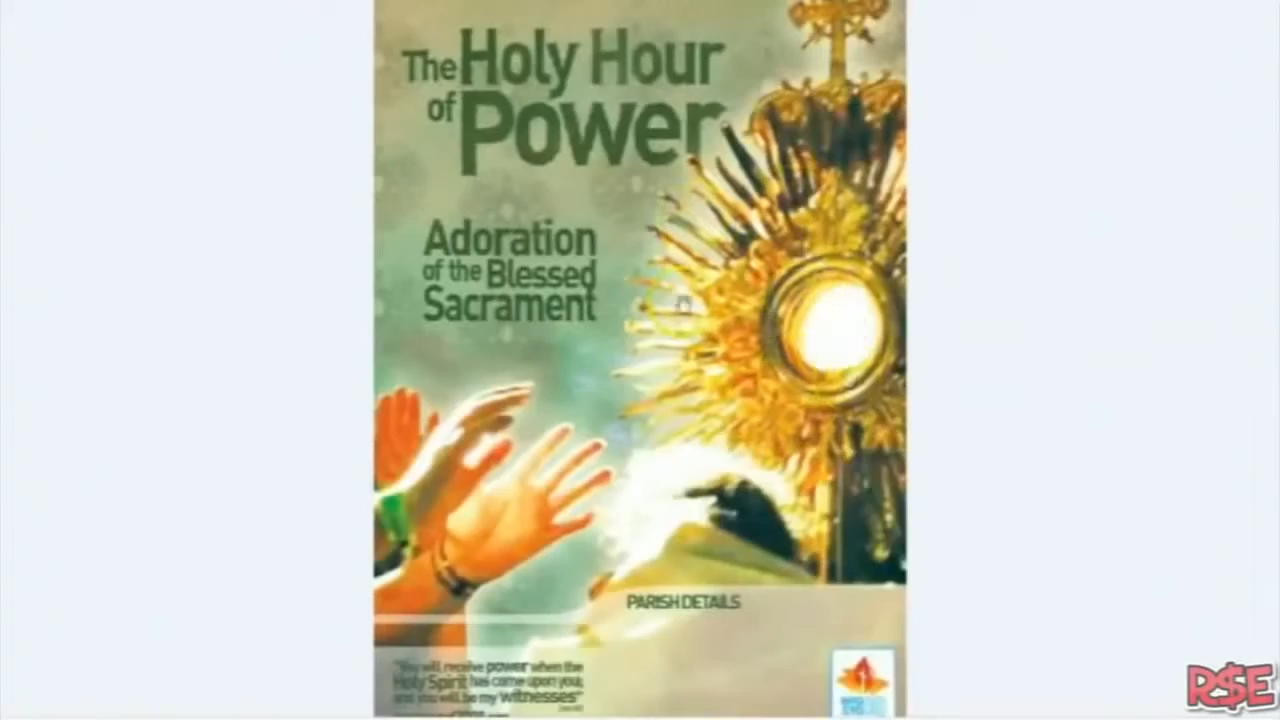 The Holy Hour
of Power
Adoration
of the Blessed
Sacrament
PARISH DETAILS
"You will receive power when the
Holy Spirit has come upon you;
and you will be my witnesses"
R$E